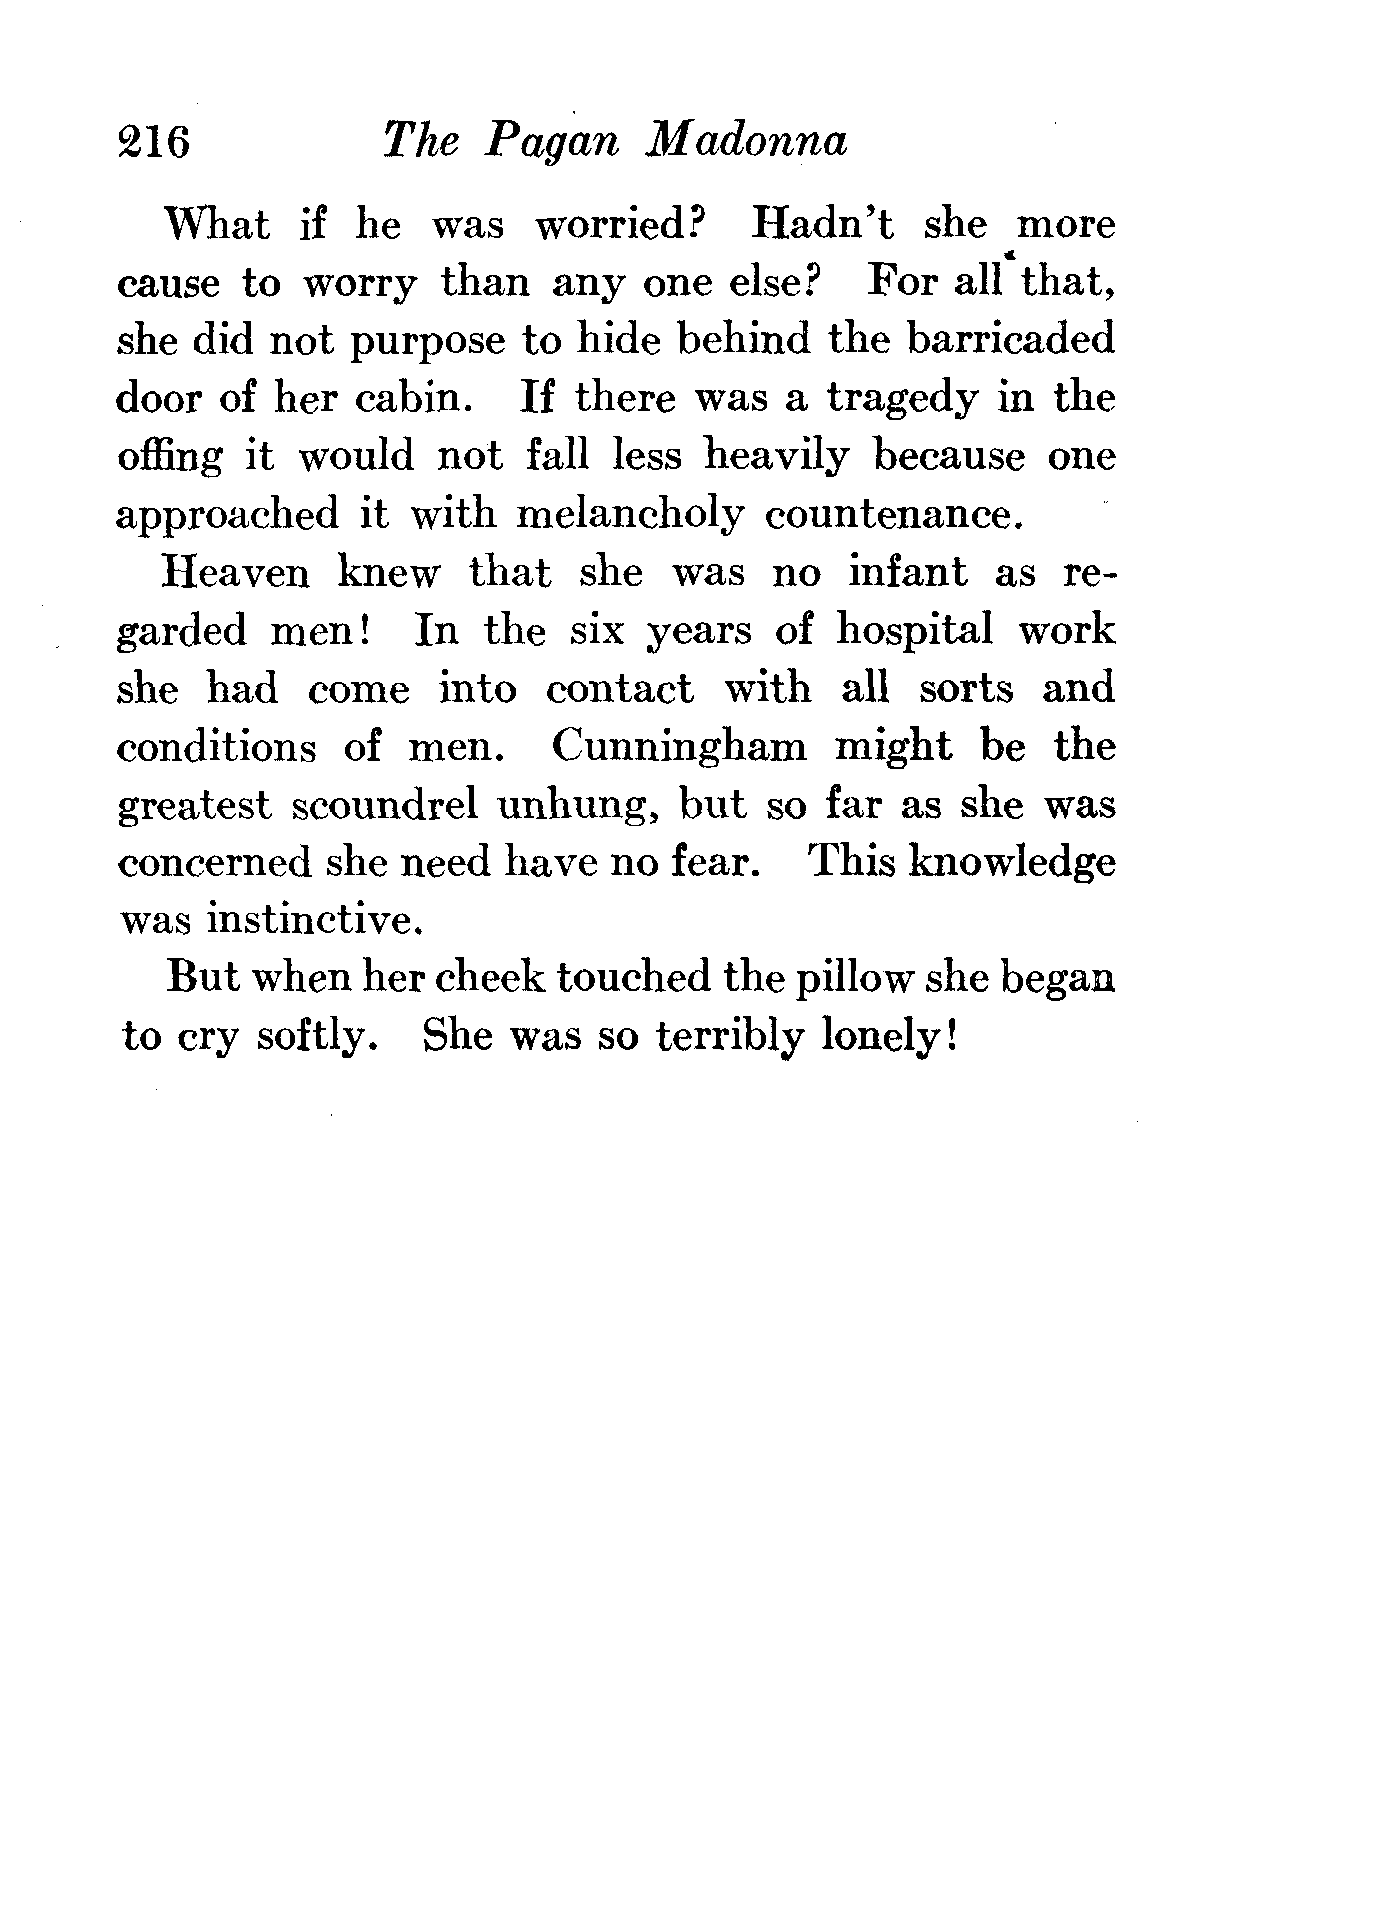 216 The Pagan Madonna
What if he was worried? Hadn't she more
cause to worry than any one else? For all that,
she did not purpose to hide behind the barricaded
door of her cabin. If there was a tragedy in the
offing it would not fall less heavily because one
approached it with melancholy countenance.
Heaven knew that she was no infant as re-
garded men! In the six years of hospital work
she had come into contact with all sorts and
conditions of men. Cunningham might be the
greatest scoundrel unhung, but so far as she was
concerned she need have no fear. This knowledge
was instinctive.
But when her cheek touched the pillow she began
to cry softly. She was so terribly lonely!